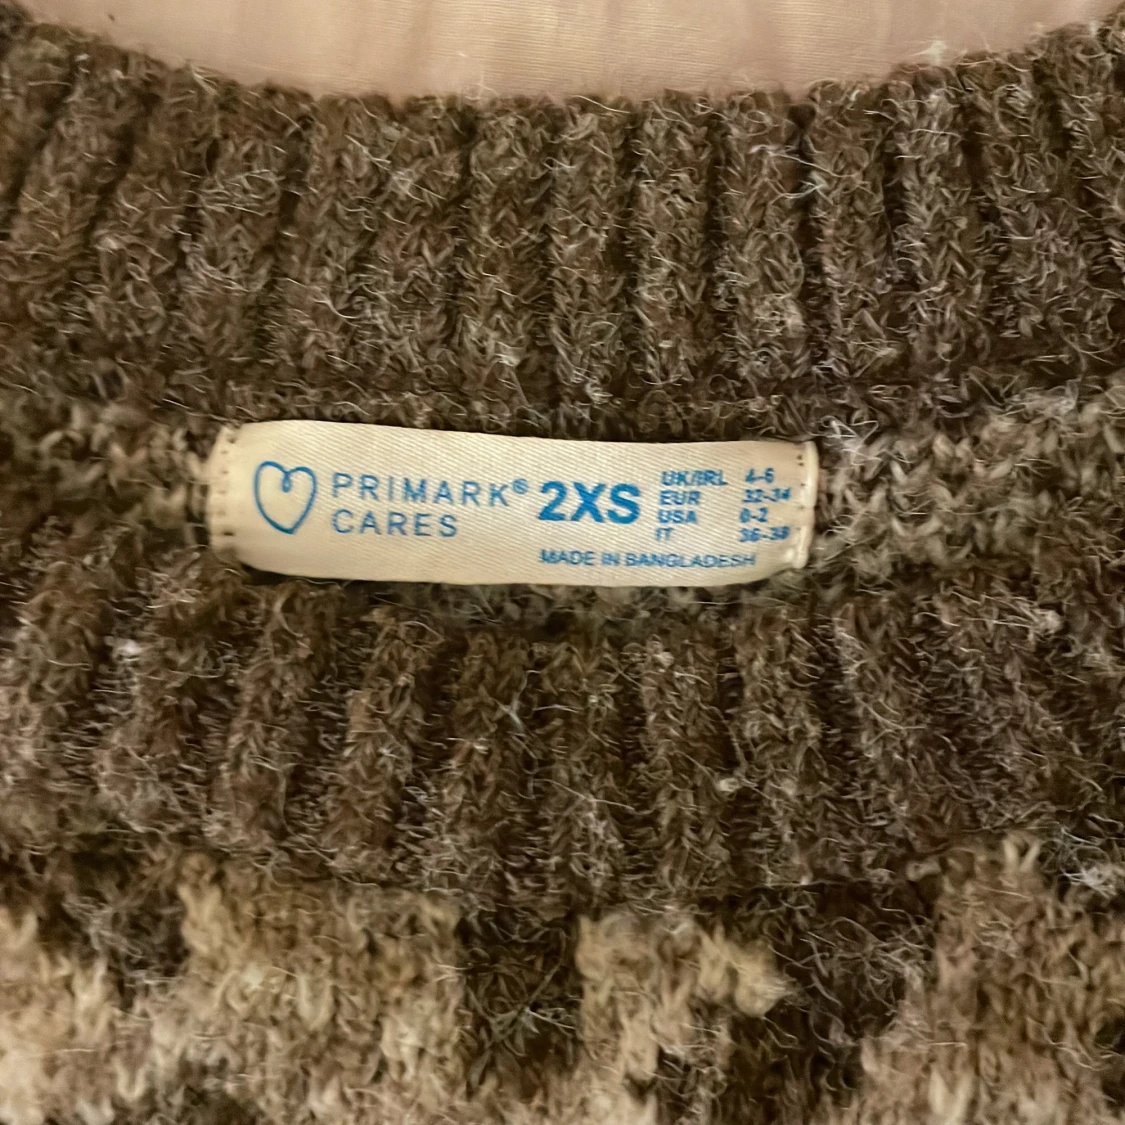 PRIMARK®
CARES
2XS
UK/IRL 4-6
EUR 32-34
USA 0-2
IT 36-38
MADE IN BANGLADESH